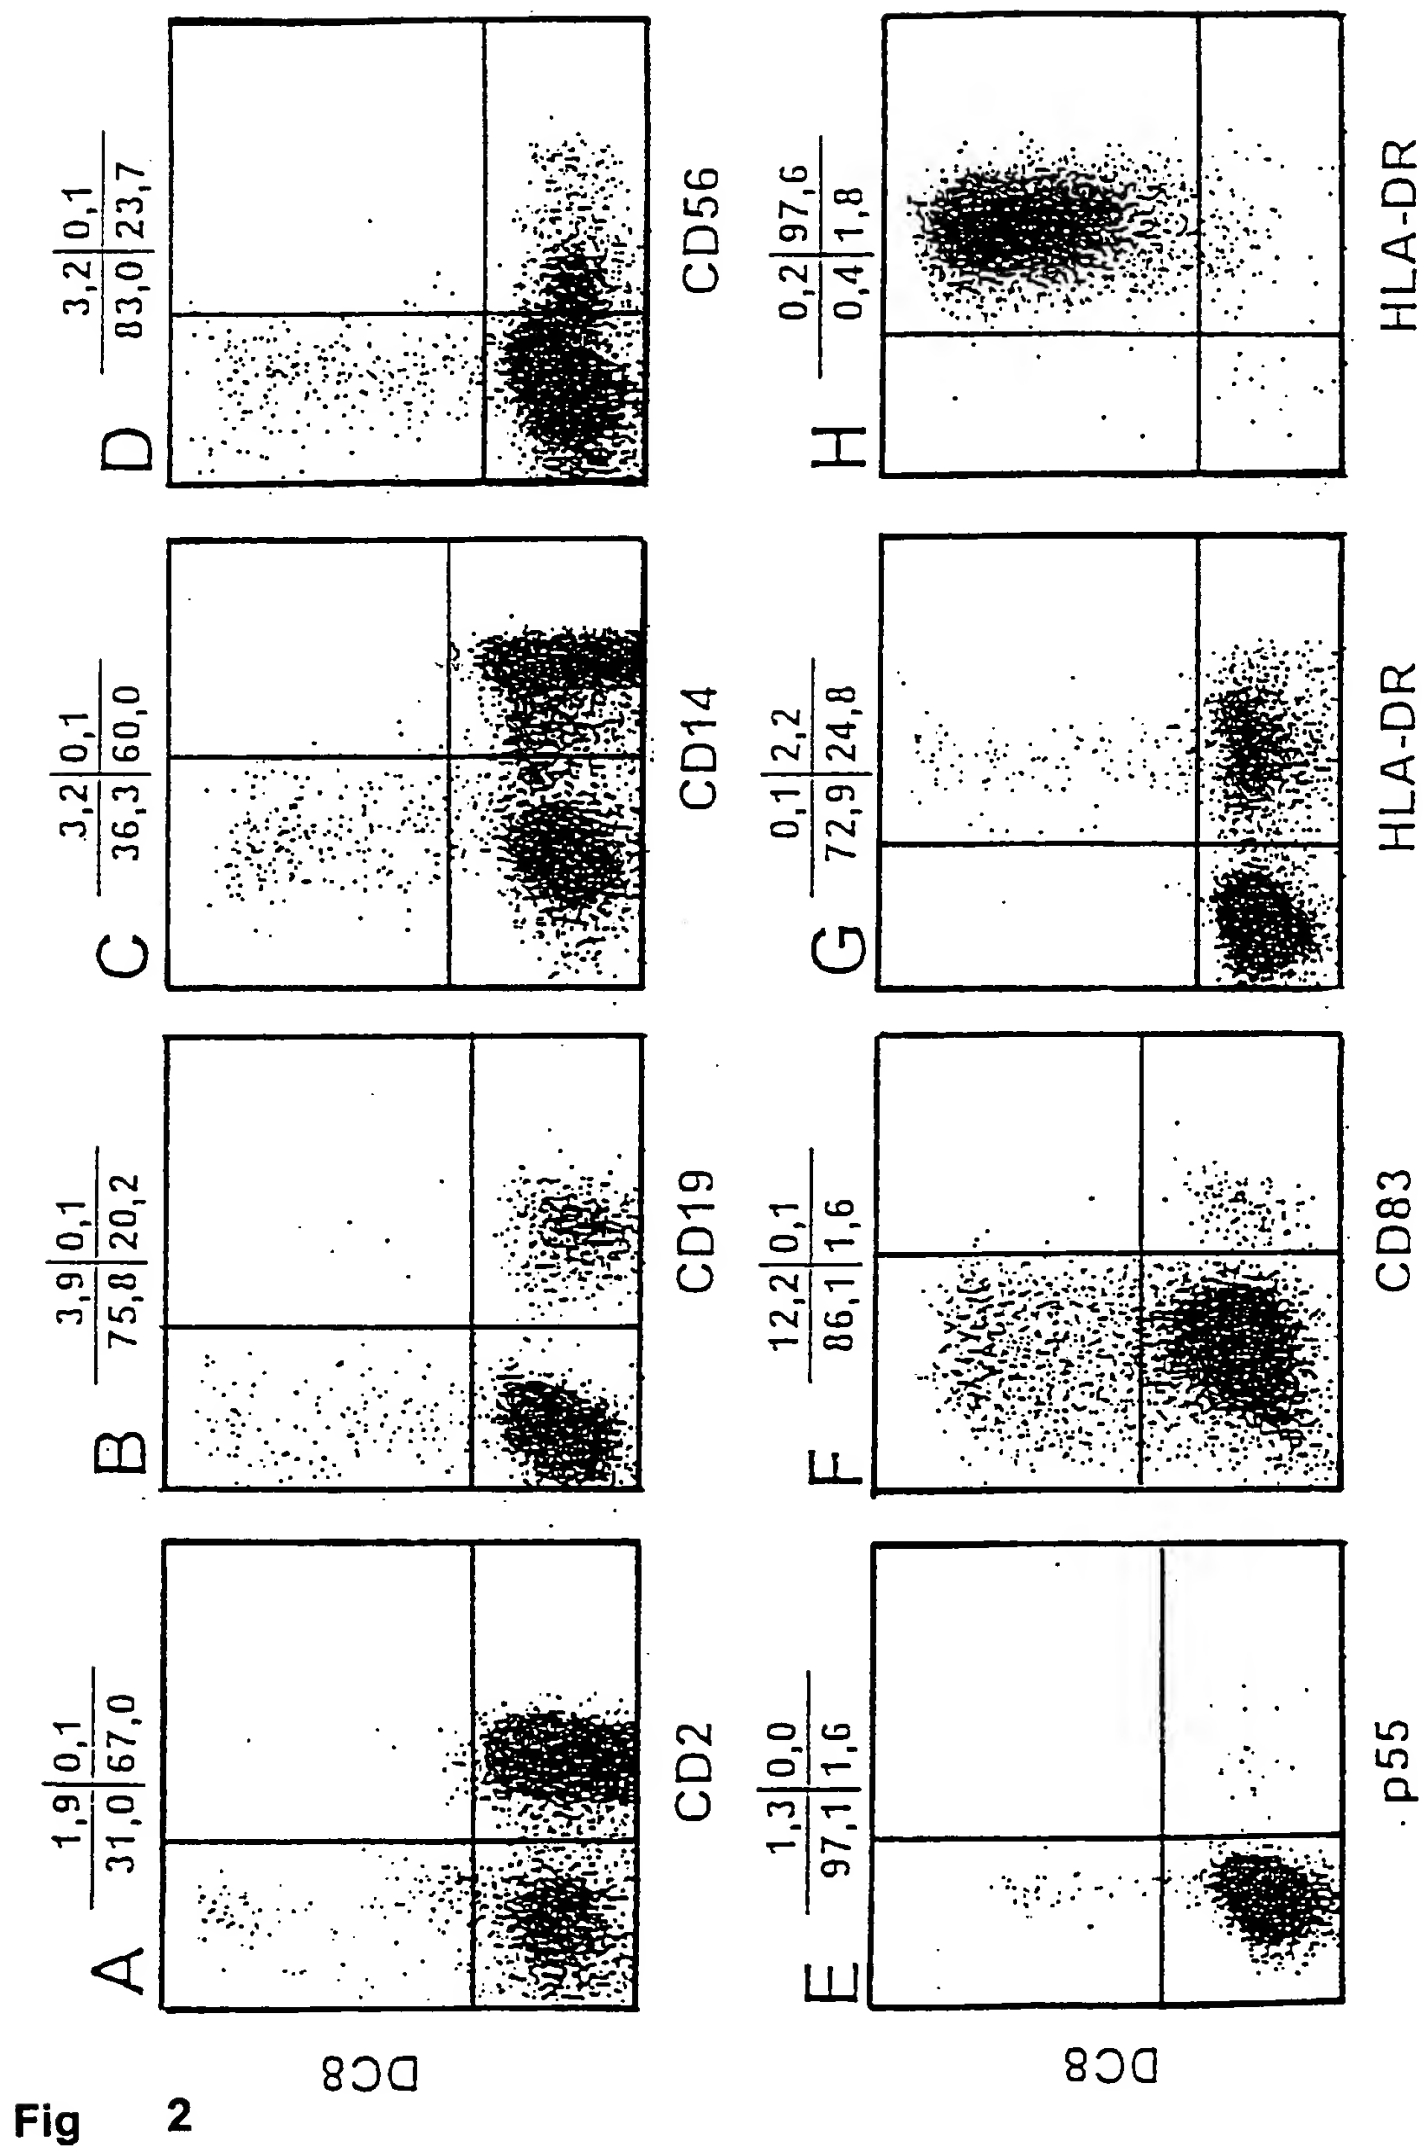 Fig 2
DC8
A
1,9|0,1
31,0|67,0
CD2
B
3,9|0,1
75,8|20,2
CD19
C
3,2|0,1
36,3|60,0
CD14
D
3,2|0,1
83,0|23,7
CD56
DC8
E
1,3|0,0
97,1|1,6
p55
F
12,2|0,1
86,1|1,6
CD83
G
0,1|2,2
72,9|24,8
HLA-DR
H
0,2|97,6
0,4|1,8
HLA-DR